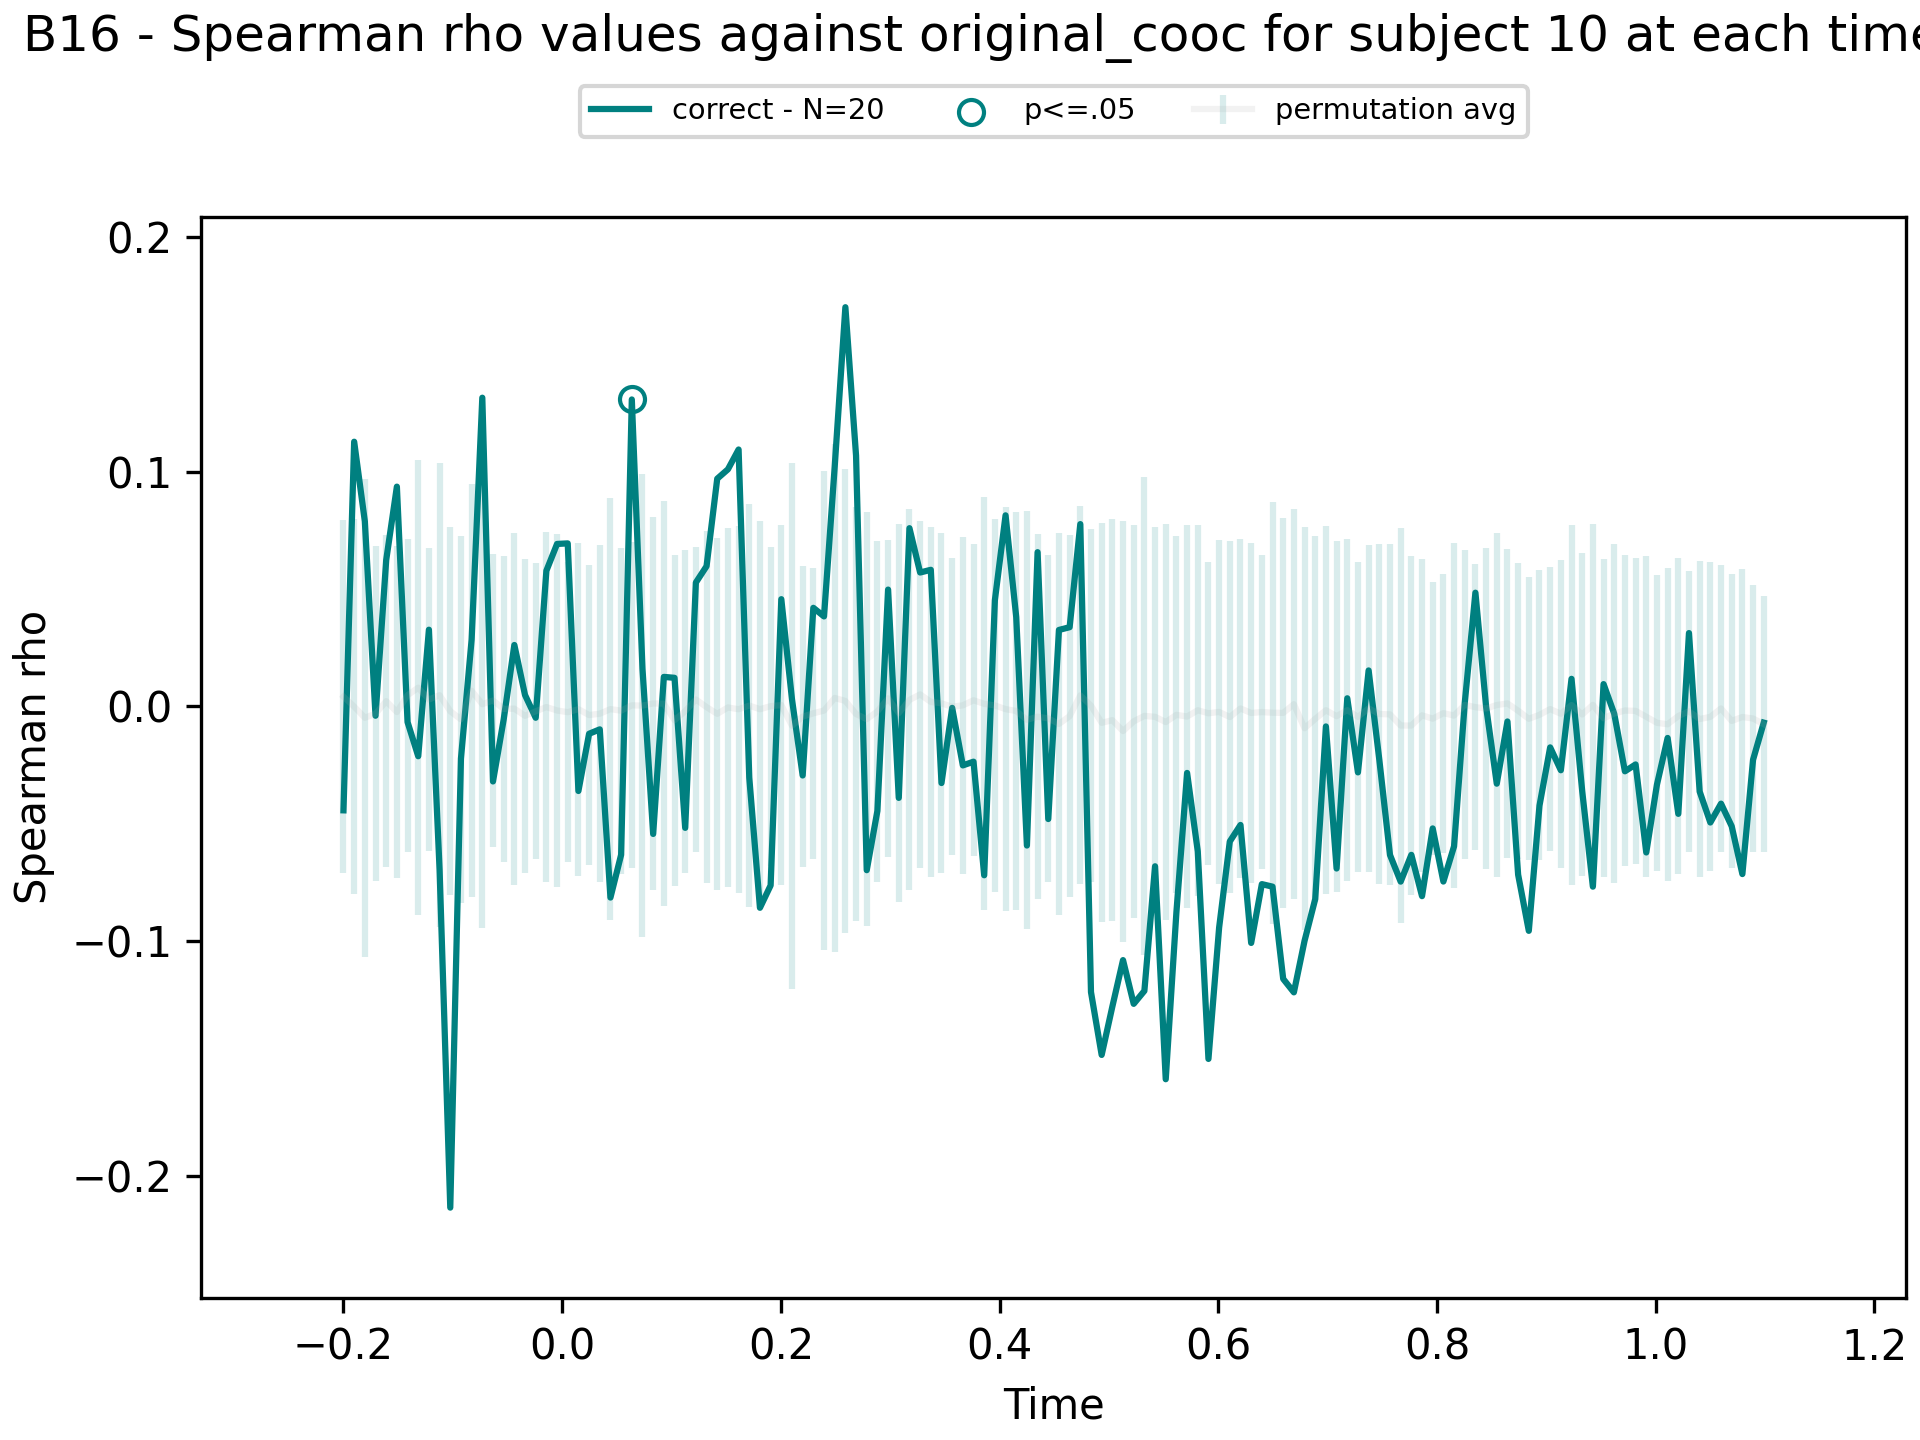 B16 - Spearman rho values against original_cooc for subject 10 at each time
correct - N=20 p<=.05 permutation avg
0.2
0.1
0.0
−0.1
−0.2
Spearman rho
−0.2 0.0 0.2 0.4 0.6 0.8 1.0 1.2
Time